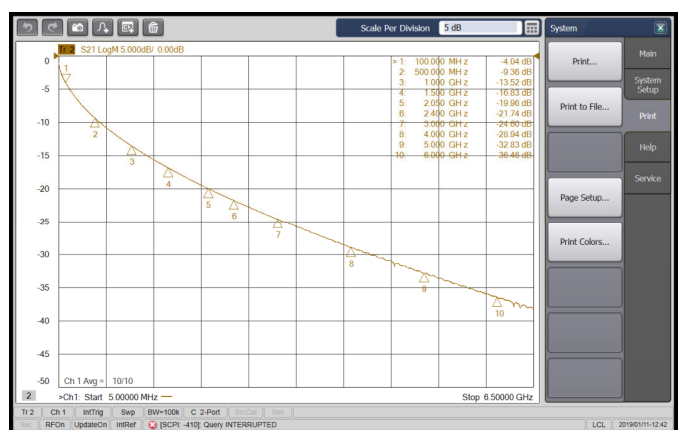 Scale Per Division 5 dB
System
Tr 2 S21 LogM 5.000dB/ 0.00dB
0
-5
-10
-15
-20
-25
-30
-35
-40
-45
-50
> 1: 100.000 MHz -4.04 dB
2: 500.000 MHz -9.36 dB
3: 1.000 GHz -13.52 dB
4: 1.500 GHz -16.83 dB
5: 2.050 GHz -19.96 dB
6: 2.400 GHz -21.74 dB
7: 3.000 GHz -24.60 dB
8: 4.000 GHz -28.94 dB
9: 5.000 GHz -32.83 dB
10: 6.000 GHz 36.46 dB
1
2
3
4
5
6
7
8
9
10
Ch 1 Avg = 10/10
2 >Ch1: Start 5.00000 MHz Stop 6.50000 GHz
Print...
Print to File...
Page Setup...
Print Colors...
Main
System
Setup
Print
Help
Service
Tr 2 Ch 1 IntTrig Swp BW=100k C 2-Port SrcCal Sim
RFOn UpdateOn IntRef [SCPI: -410]: Query INTERRUPTED LCL 2019/01/11-12:42